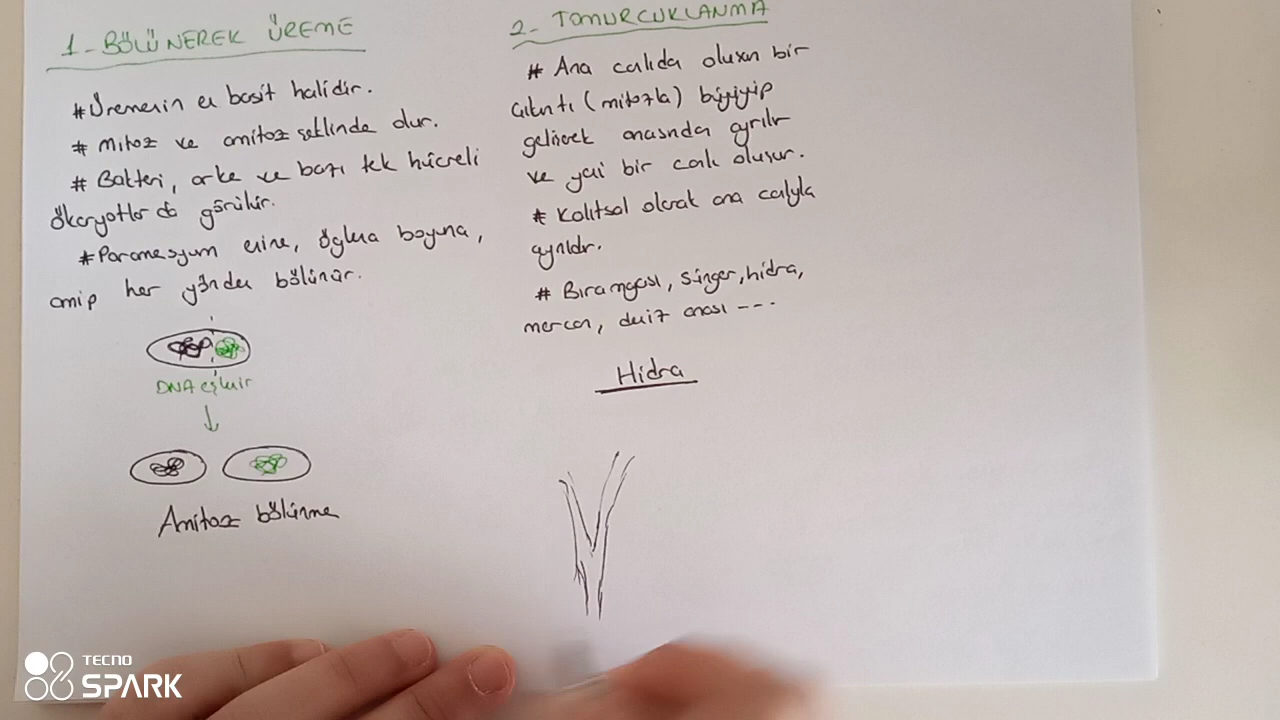 1- BÖLÜNEREK ÜREME
# Üremenin en basit halidir.
# Mitoz ve amitoz şeklinde olur.
# Bakteri, arke ve bazı tek hücreli
ökaryotlarda görülür.
# Paramesyum enine, öglena boyuna,
amip her yönden bölünür.
DNA eşlenir
Amitoz bölünme
2- TOMURCUKLANMA
# Ana canlıda oluşan bir
çıkıntı (mitozla) büyüyüp
gelişerek anasından ayrılır
ve yeni bir canlı oluşur.
# Kalıtsal olarak ana canlıyla
aynıdır.
# Bira mayası, sünger, hidra,
mercan, deniz anası ---
Hidra
TECNO
SPARK